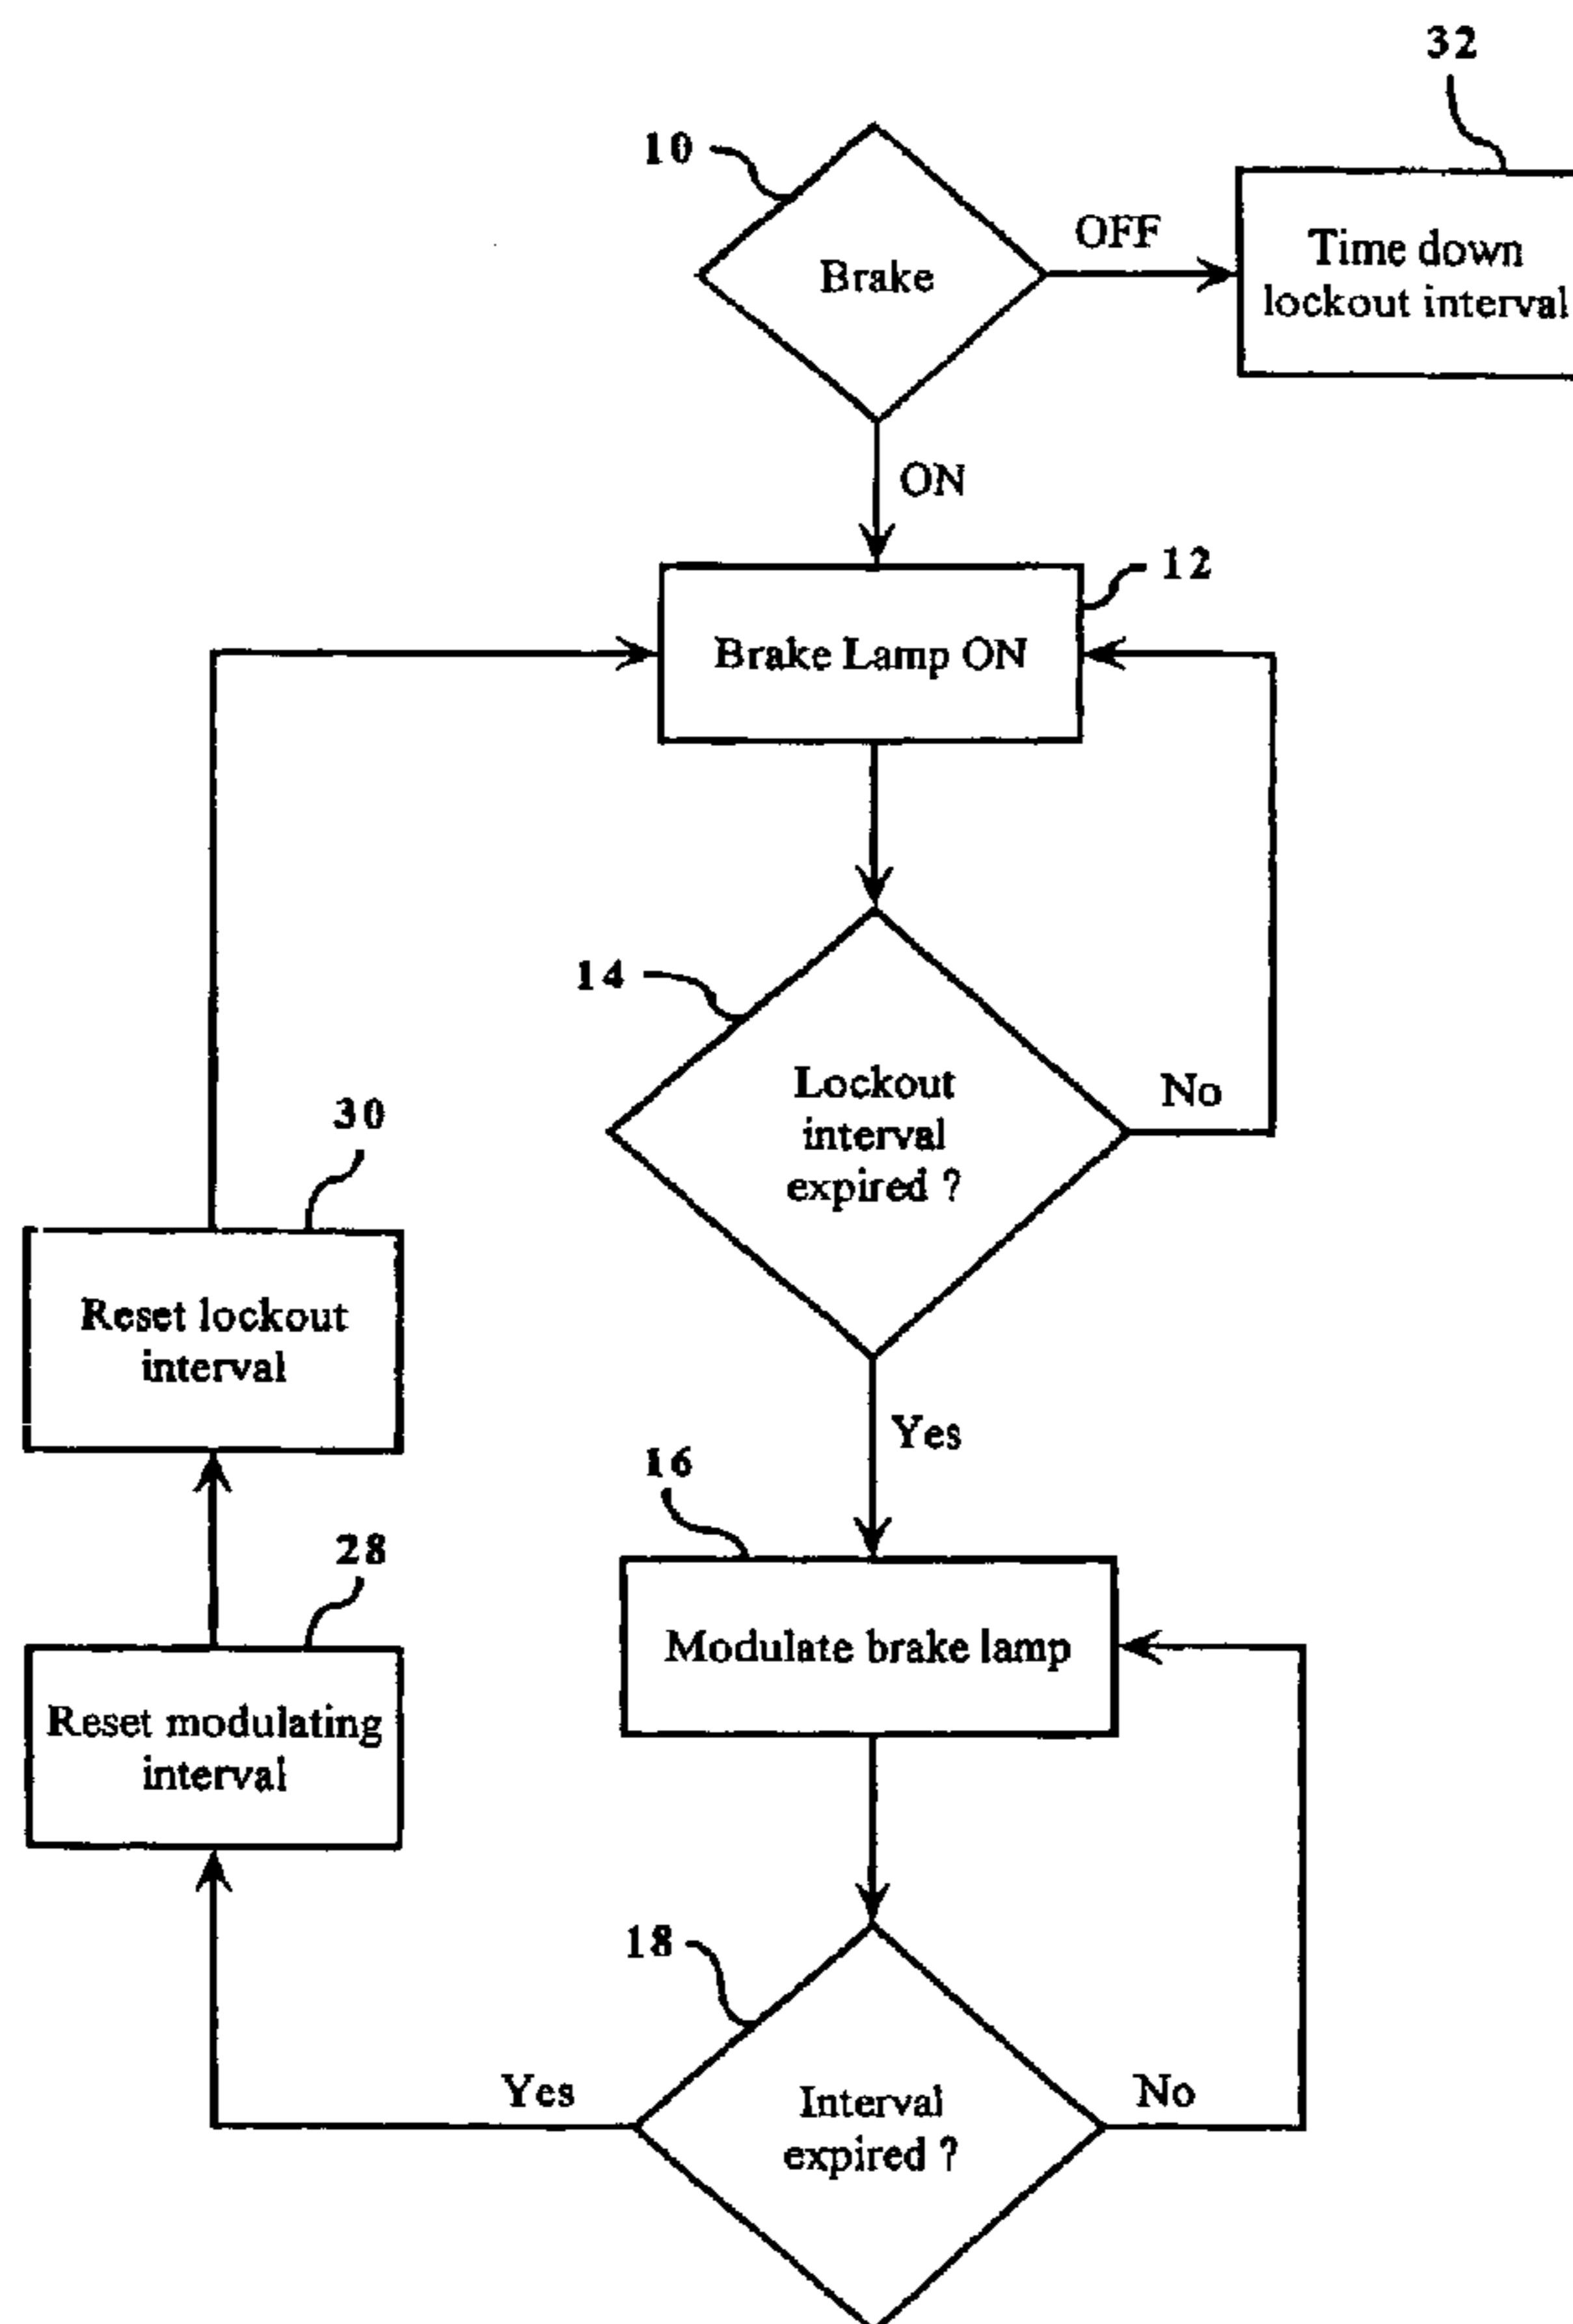 32
10
OFF
Brake
Time down
lockout interval
ON
12
Brake Lamp ON
14
Lockout
interval
expired ?
No
30
Reset lockout
interval
Yes
16
28
Modulate brake lamp
Reset modulating
interval
18
Yes
Interval
expired ?
No